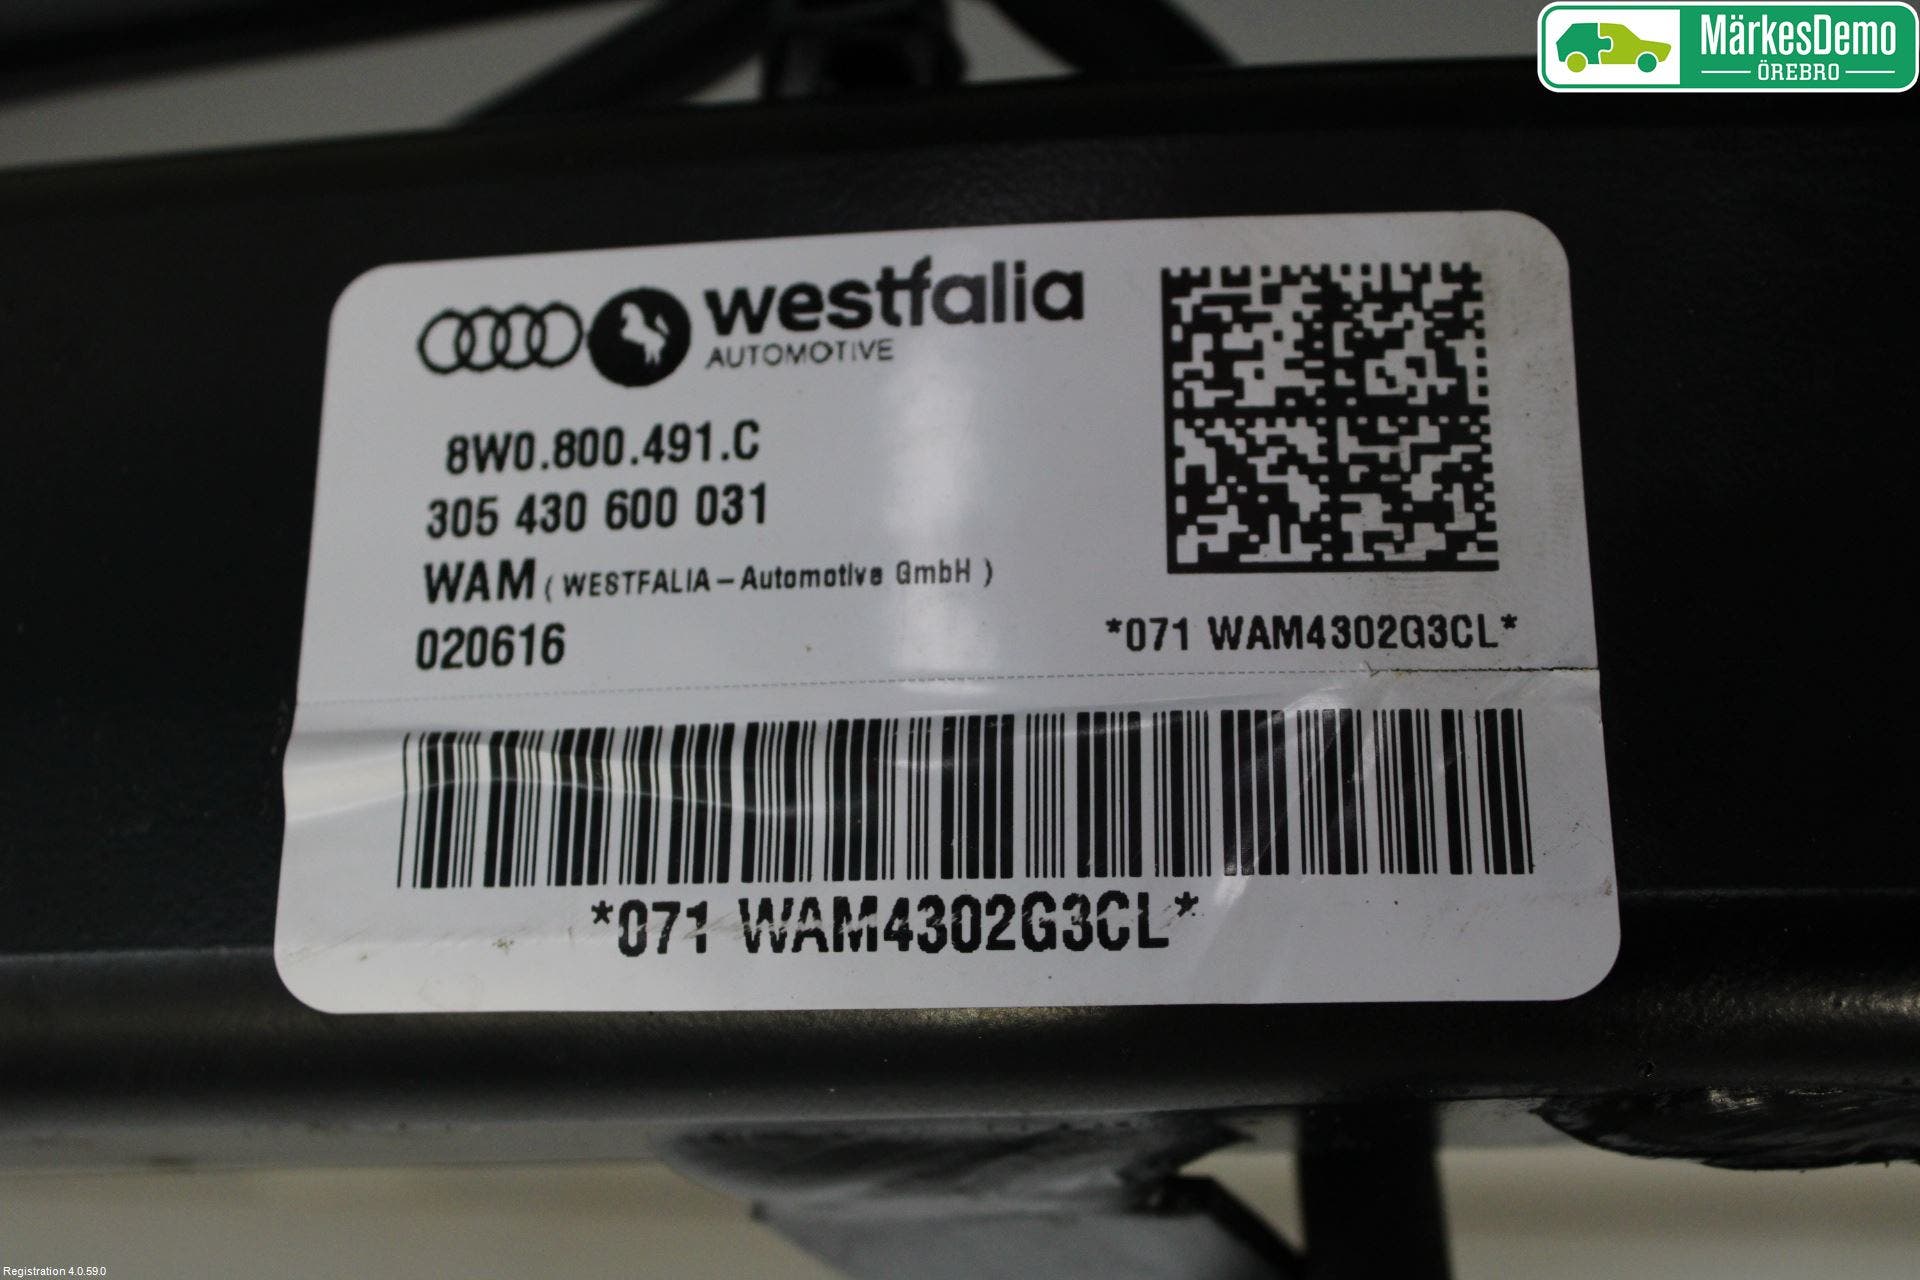 MärkesDemo
ÖREBRO
westfalia
AUTOMOTIVE
8W0.800.491.C
305 430 600 031
WAM ( WESTFALIA – Automotive GmbH )
020616
*071 WAM4302G3CL*
*071 WAM4302G3CL*
Registration 4.0.59.0